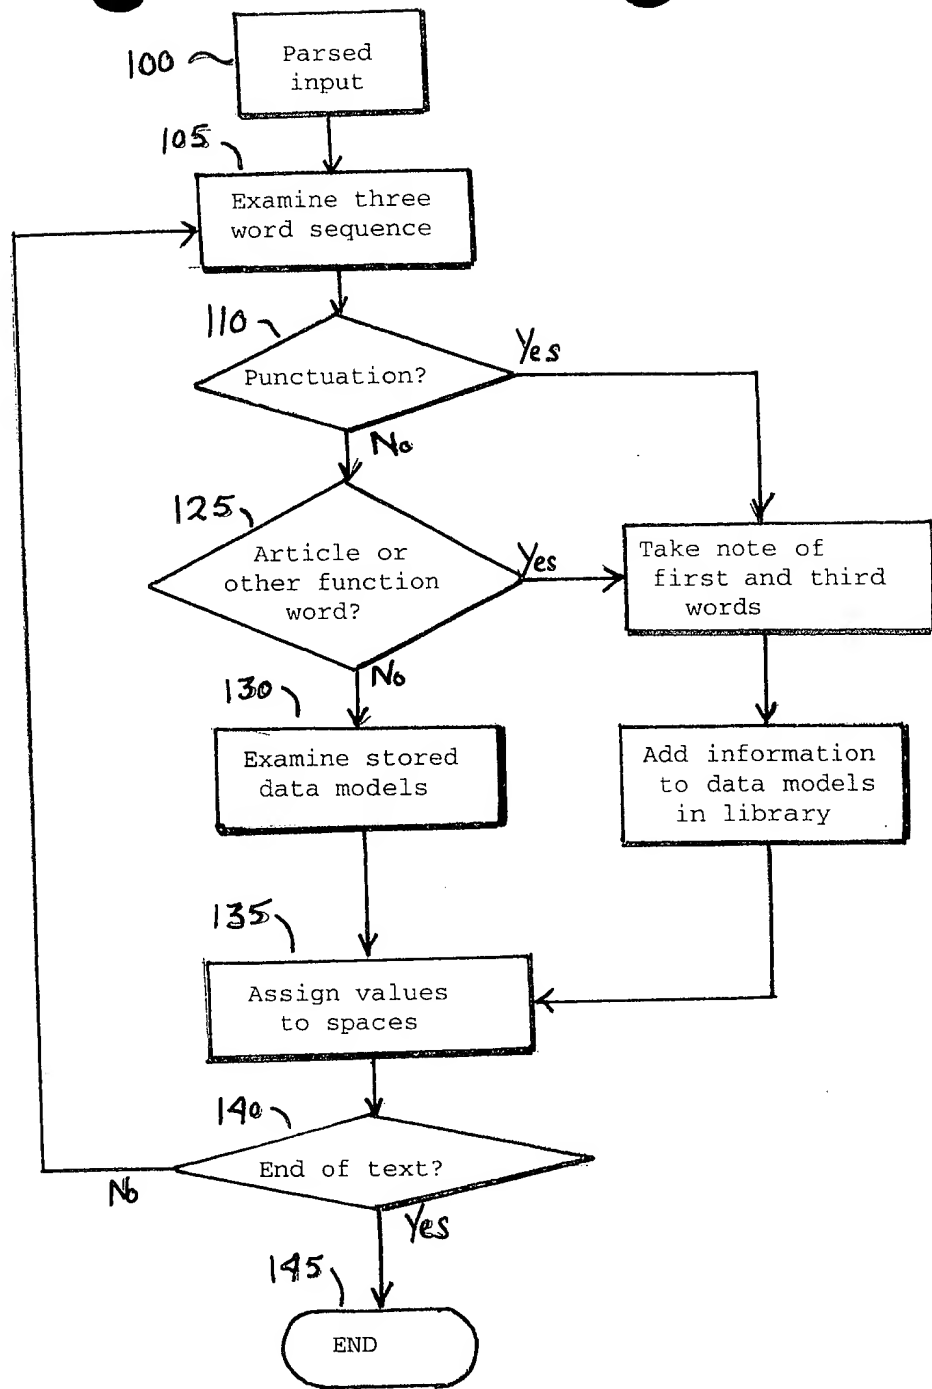 100
Parsed
input
105
Examine three
word sequence
110
Punctuation?
Yes
No
125
Article or
other function
word?
Yes
No
Take note of
first and third
words
130
Examine stored
data models
Add information
to data models
in library
135
Assign values
to spaces
140
End of text?
No
Yes
145
END